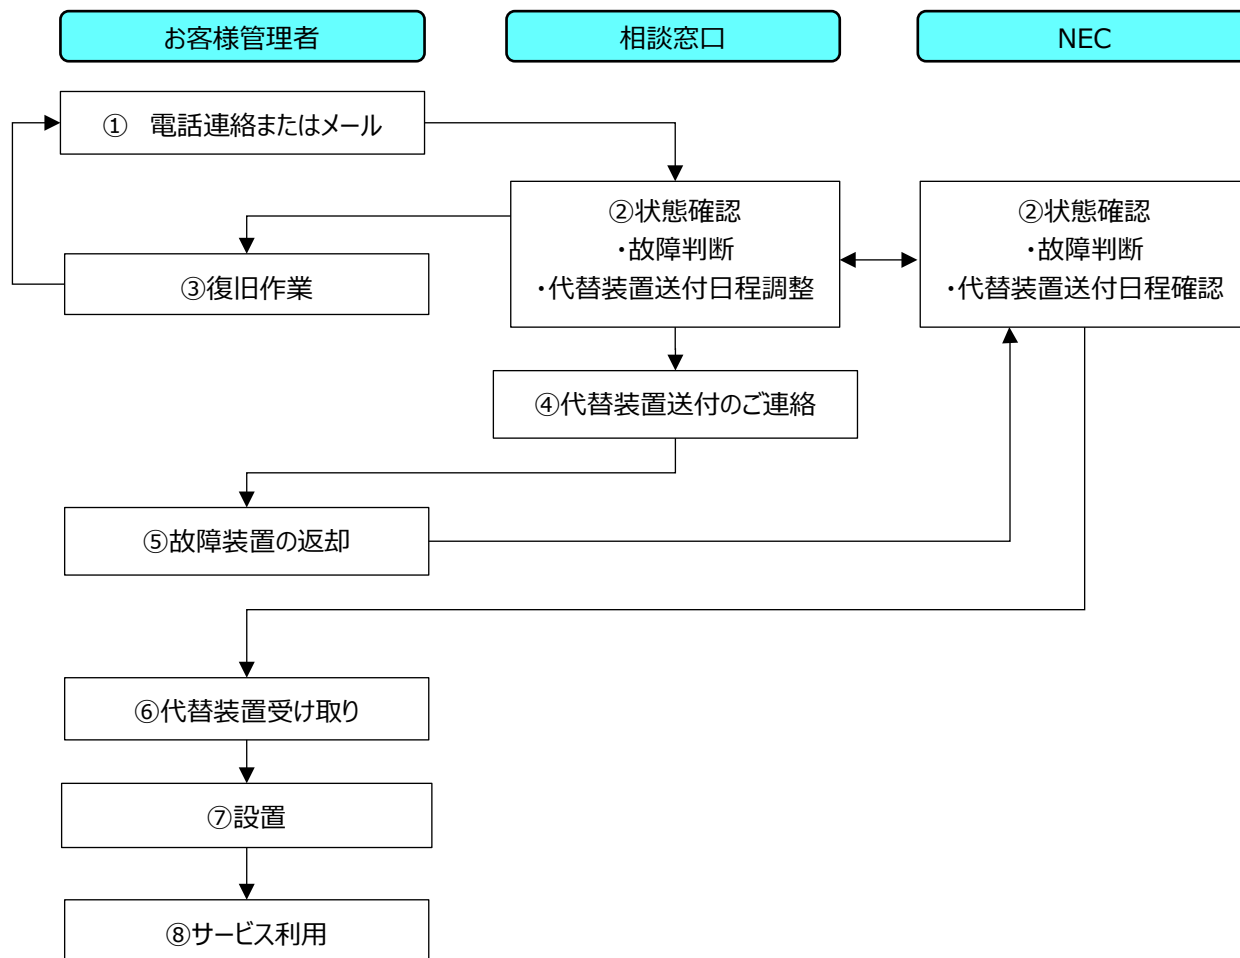 お客様管理者
相談窓口
NEC
① 電話連絡またはメール
②状態確認
・故障判断
・代替装置送付日程調整
②状態確認
・故障判断
・代替装置送付日程確認
③復旧作業
④代替装置送付のご連絡
⑤故障装置の返却
⑥代替装置受け取り
⑦設置
⑧サービス利用